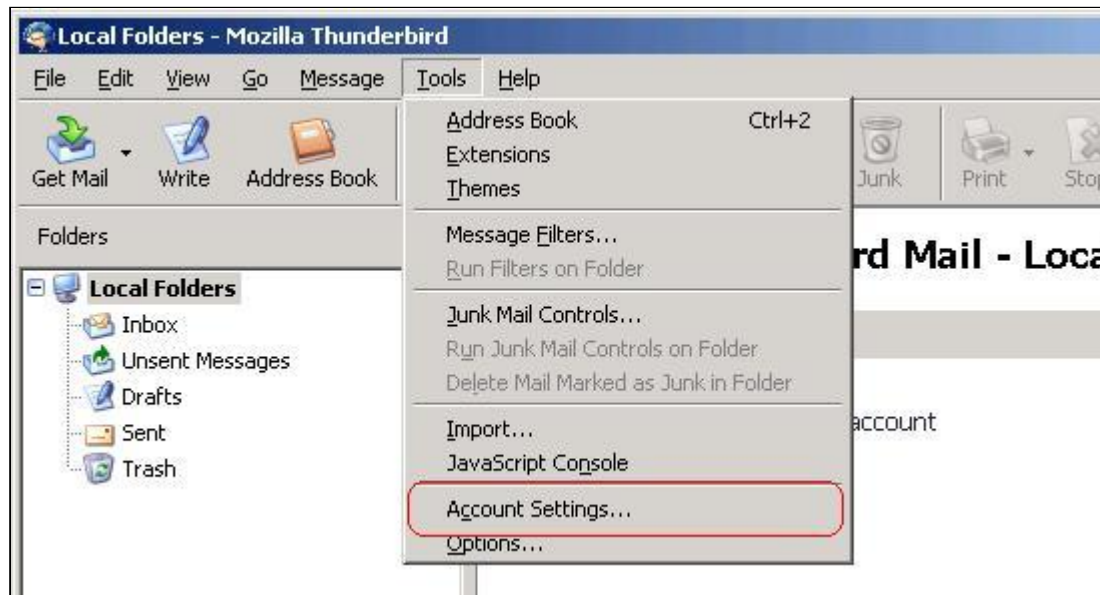 Local Folders - Mozilla Thunderbird
File Edit View Go Message Tools Help
Get Mail Write Address Book Junk Print Stop
Address Book Ctrl+2
Extensions
Themes
Folders
Message Filters...
Run Filters on Folder
rd Mail - Loca
Local Folders
Inbox
Unsent Messages
Drafts
Sent
Trash
Junk Mail Controls...
Run Junk Mail Controls on Folder
Delete Mail Marked as Junk in Folder
account
Import...
JavaScript Console
Account Settings...
Options...